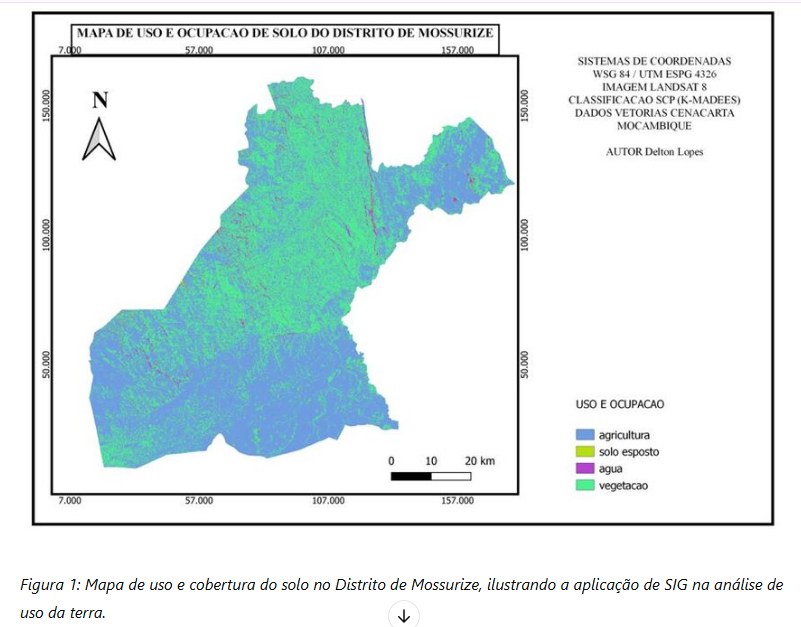 MAPA DE USO E OCUPACAO DE SOLO DO DISTRITO DE MOSSURIZE
7.000 57.000 107.000 157.000
SISTEMAS DE COORDENADAS
WSG 84 / UTM ESPG 4326
IMAGEM LANDSAT 8
CLASSIFICACAO SCP (K-MADEES)
DADOS VETORIAS CENACARTA
MOCAMBIQUE
AUTOR Delton Lopes
N
150.000 150.000
100.000 100.000
50.000 50.000
USO E OCUPACAO
agricultura
solo esposto
agua
vegetacao
0 10 20 km
7.000 57.000 107.000 157.000
Figura 1: Mapa de uso e cobertura do solo no Distrito de Mossurize, ilustrando a aplicação de SIG na análise de
uso da terra.